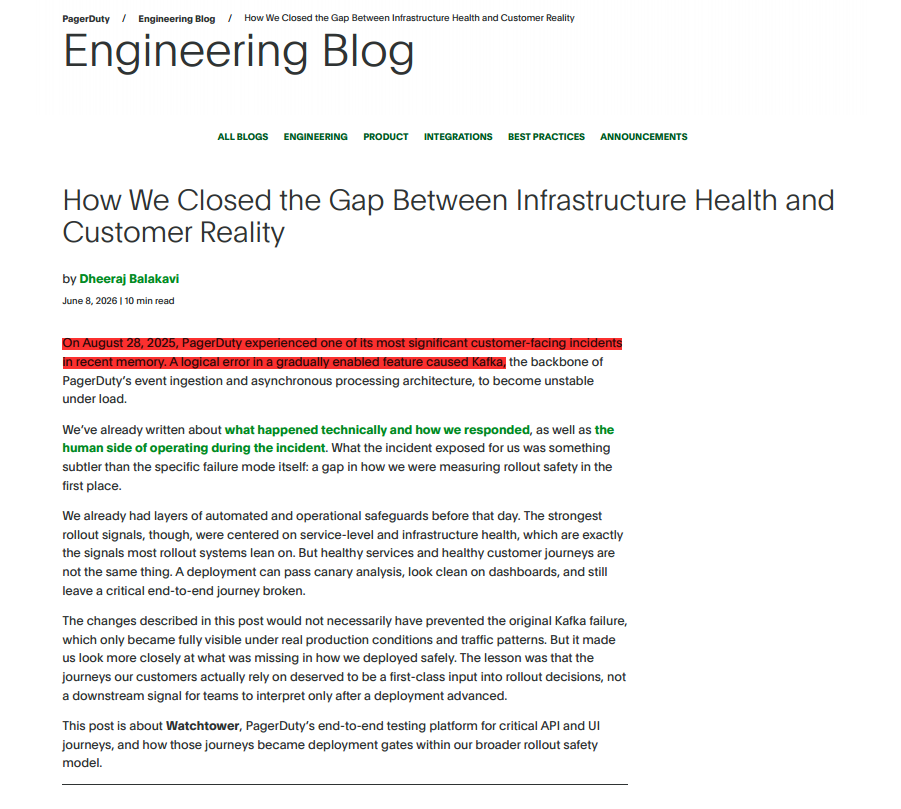 PagerDuty / Engineering Blog / How We Closed the Gap Between Infrastructure Health and Customer Reality
Engineering Blog
ALL BLOGS ENGINEERING PRODUCT INTEGRATIONS BEST PRACTICES ANNOUNCEMENTS
How We Closed the Gap Between Infrastructure Health and
Customer Reality
by Dheeraj Balakavi
June 8, 2026 | 10 min read
On August 28, 2025, PagerDuty experienced one of its most significant customer-facing incidents
in recent memory. A logical error in a gradually enabled feature caused Kafka, the backbone of
PagerDuty’s event ingestion and asynchronous processing architecture, to become unstable
under load.
We’ve already written about what happened technically and how we responded, as well as the
human side of operating during the incident. What the incident exposed for us was something
subtler than the specific failure mode itself: a gap in how we were measuring rollout safety in the
first place.
We already had layers of automated and operational safeguards before that day. The strongest
rollout signals, though, were centered on service-level and infrastructure health, which are exactly
the signals most rollout systems lean on. But healthy services and healthy customer journeys are
not the same thing. A deployment can pass canary analysis, look clean on dashboards, and still
leave a critical end-to-end journey broken.
The changes described in this post would not necessarily have prevented the original Kafka failure,
which only became fully visible under real production conditions and traffic patterns. But it made
us look more closely at what was missing in how we deployed safely. The lesson was that the
journeys our customers actually rely on deserved to be a first-class input into rollout decisions, not
a downstream signal for teams to interpret only after a deployment advanced.
This post is about Watchtower, PagerDuty’s end-to-end testing platform for critical API and UI
journeys, and how those journeys became deployment gates within our broader rollout safety
model.